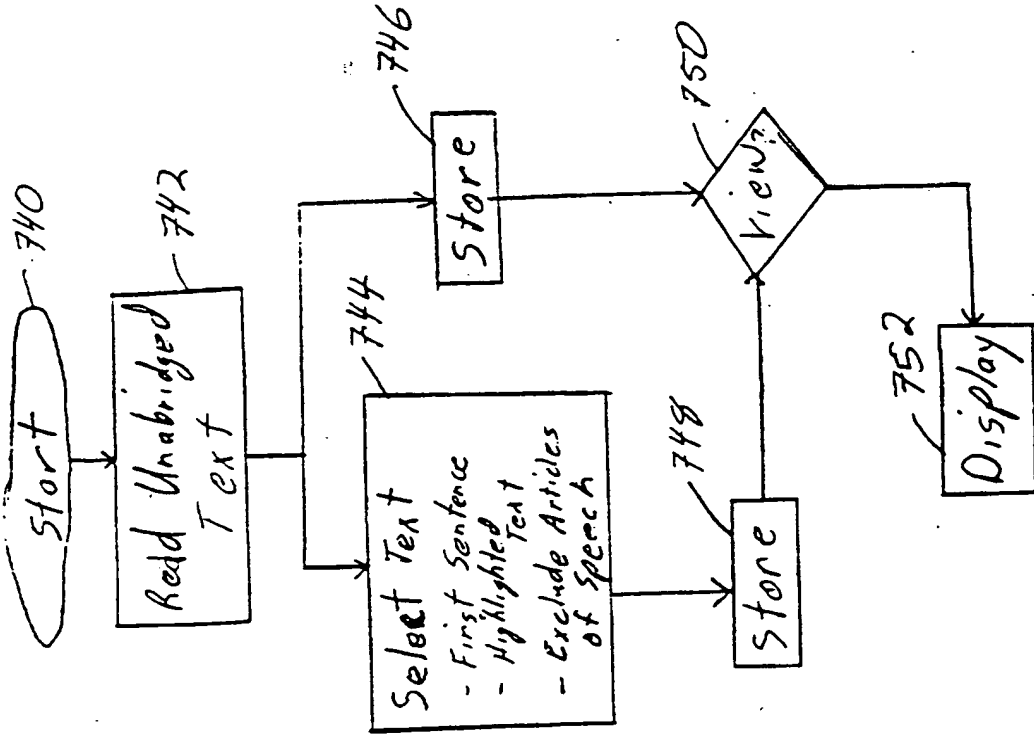 Start
740
Read Unabridged
Text
742
Select Text
- First Sentence
- Highlighted
Text
- Exclude Articles
of Speech
744
Store
746
Store
748
View?
750
Display
752